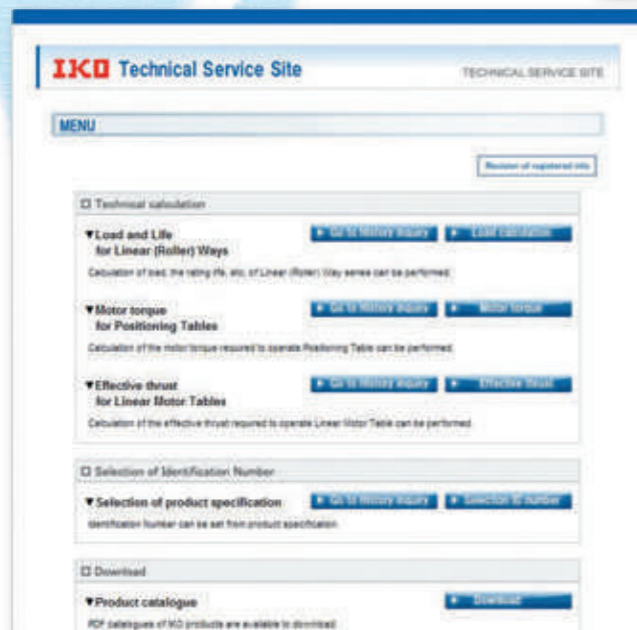 IKO Technical Service Site
TECHNICAL SERVICE SITE
MENU
Revision of registered info
Technical calculation
▼Load and Life
for Linear (Roller) Ways
Go to History inquiry
Load calculation
Calculation of load, the rating life, etc. of Linear (Roller) Way series can be performed.
▼Motor torque
for Positioning Tables
Go to History inquiry
Motor torque
Calculation of the motor torque required to operate Positioning Table can be performed.
▼Effective thrust
for Linear Motor Tables
Go to History inquiry
Effective thrust
Calculation of the effective thrust required to operate Linear Motor Table can be performed.
Selection of Identification Number
▼Selection of product specification
Go to History inquiry
Selection ID number
Identification Number can be set from product specification.
Download
▼Product catalogue
Download
PDF catalogues of IKO products are available to download.